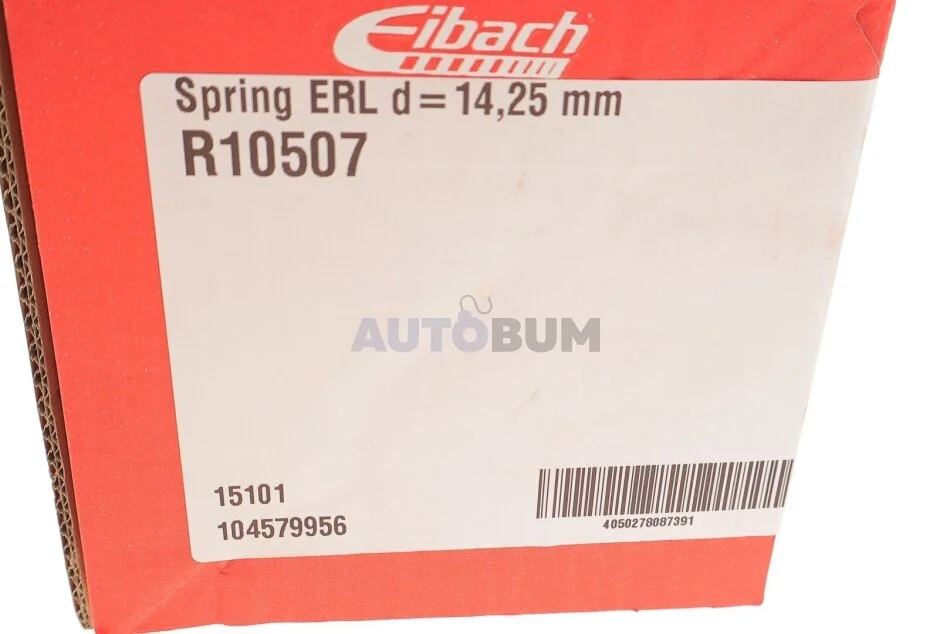 Eibach
Spring ERL d=14,25 mm
R10507
AUTOBUM
15101
104579956
4050278087391